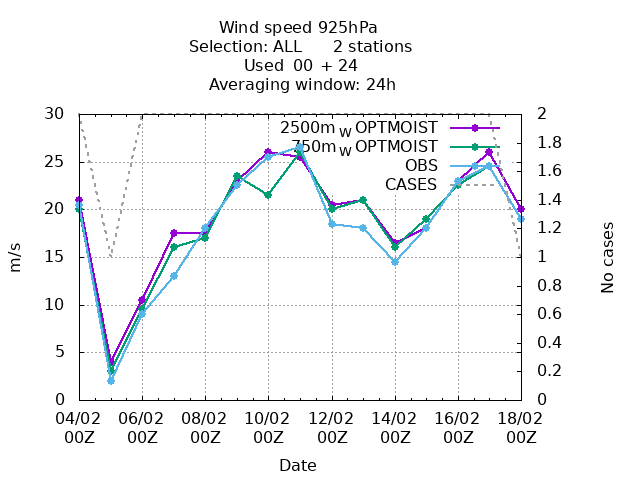 Wind speed 925hPa
Selection: ALL 2 stations
Used 00 + 24
Averaging window: 24h
30
25
20
15
10
5
0
m/s
2500m W OPTMOIST
750m W OPTMOIST
OBS
CASES
2
1.8
1.6
1.4
1.2
1
0.8
0.6
0.4
0.2
0
No cases
04/02 06/02 08/02 10/02 12/02 14/02 16/02 18/02
00Z 00Z 00Z 00Z 00Z 00Z 00Z 00Z
Date